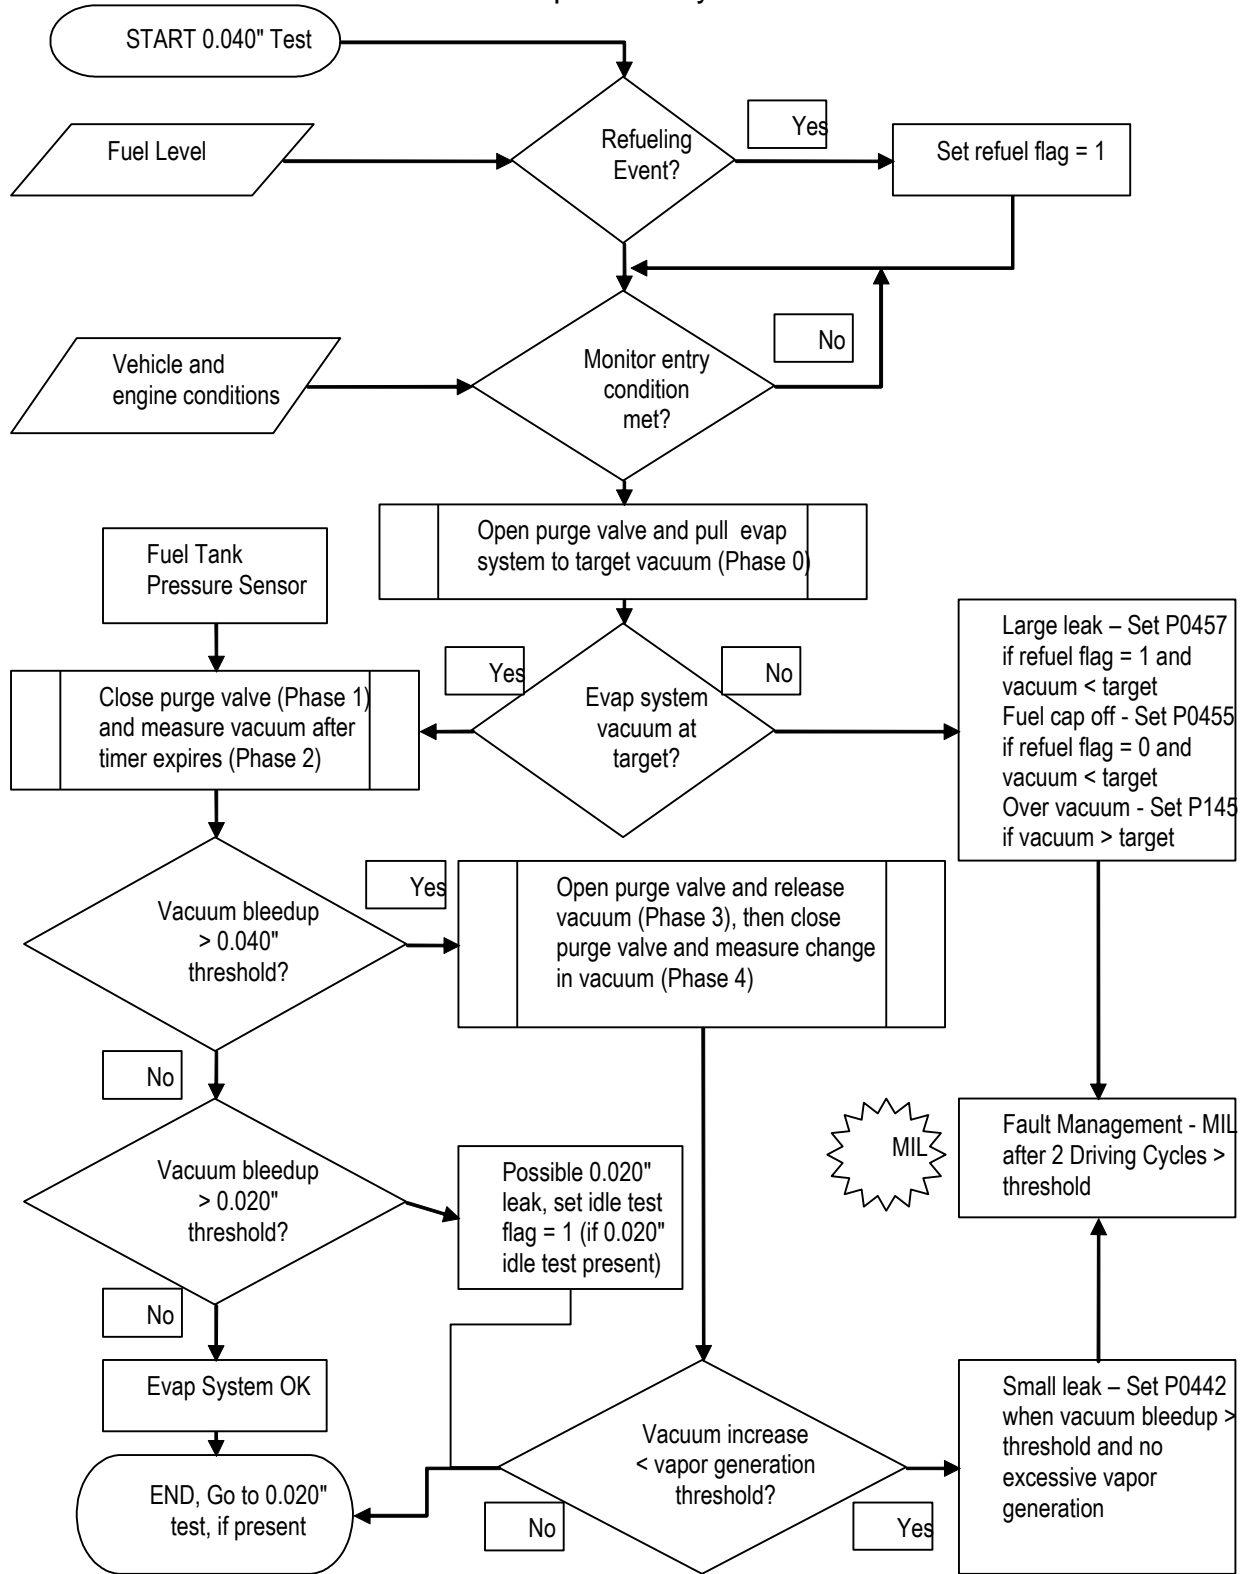 START 0.040" Test
Refueling
Event?
Yes
Fuel Level
Set refuel flag = 1
No
Monitor entry
condition
met?
Vehicle and
engine conditions
Open purge valve and pull evap
system to target vacuum (Phase 0)
Fuel Tank
Pressure Sensor
Yes
No
Evap system
vacuum at
target?
Close purge valve (Phase 1)
and measure vacuum after
timer expires (Phase 2)
Large leak – Set P0457
if refuel flag = 1 and
vacuum < target
Fuel cap off - Set P0455
if refuel flag = 0 and
vacuum < target
Over vacuum - Set P145
if vacuum > target
Vacuum bleedup
> 0.040"
threshold?
Yes
Open purge valve and release
vacuum (Phase 3), then close
purge valve and measure change
in vacuum (Phase 4)
No
Vacuum bleedup
> 0.020"
threshold?
Possible 0.020"
leak, set idle test
flag = 1 (if 0.020"
idle test present)
MIL
Fault Management - MIL
after 2 Driving Cycles >
threshold
No
Evap System OK
Vacuum increase
< vapor generation
threshold?
Small leak – Set P0442
when vacuum bleedup >
threshold and no
excessive vapor
generation
END, Go to 0.020"
test, if present
No
Yes